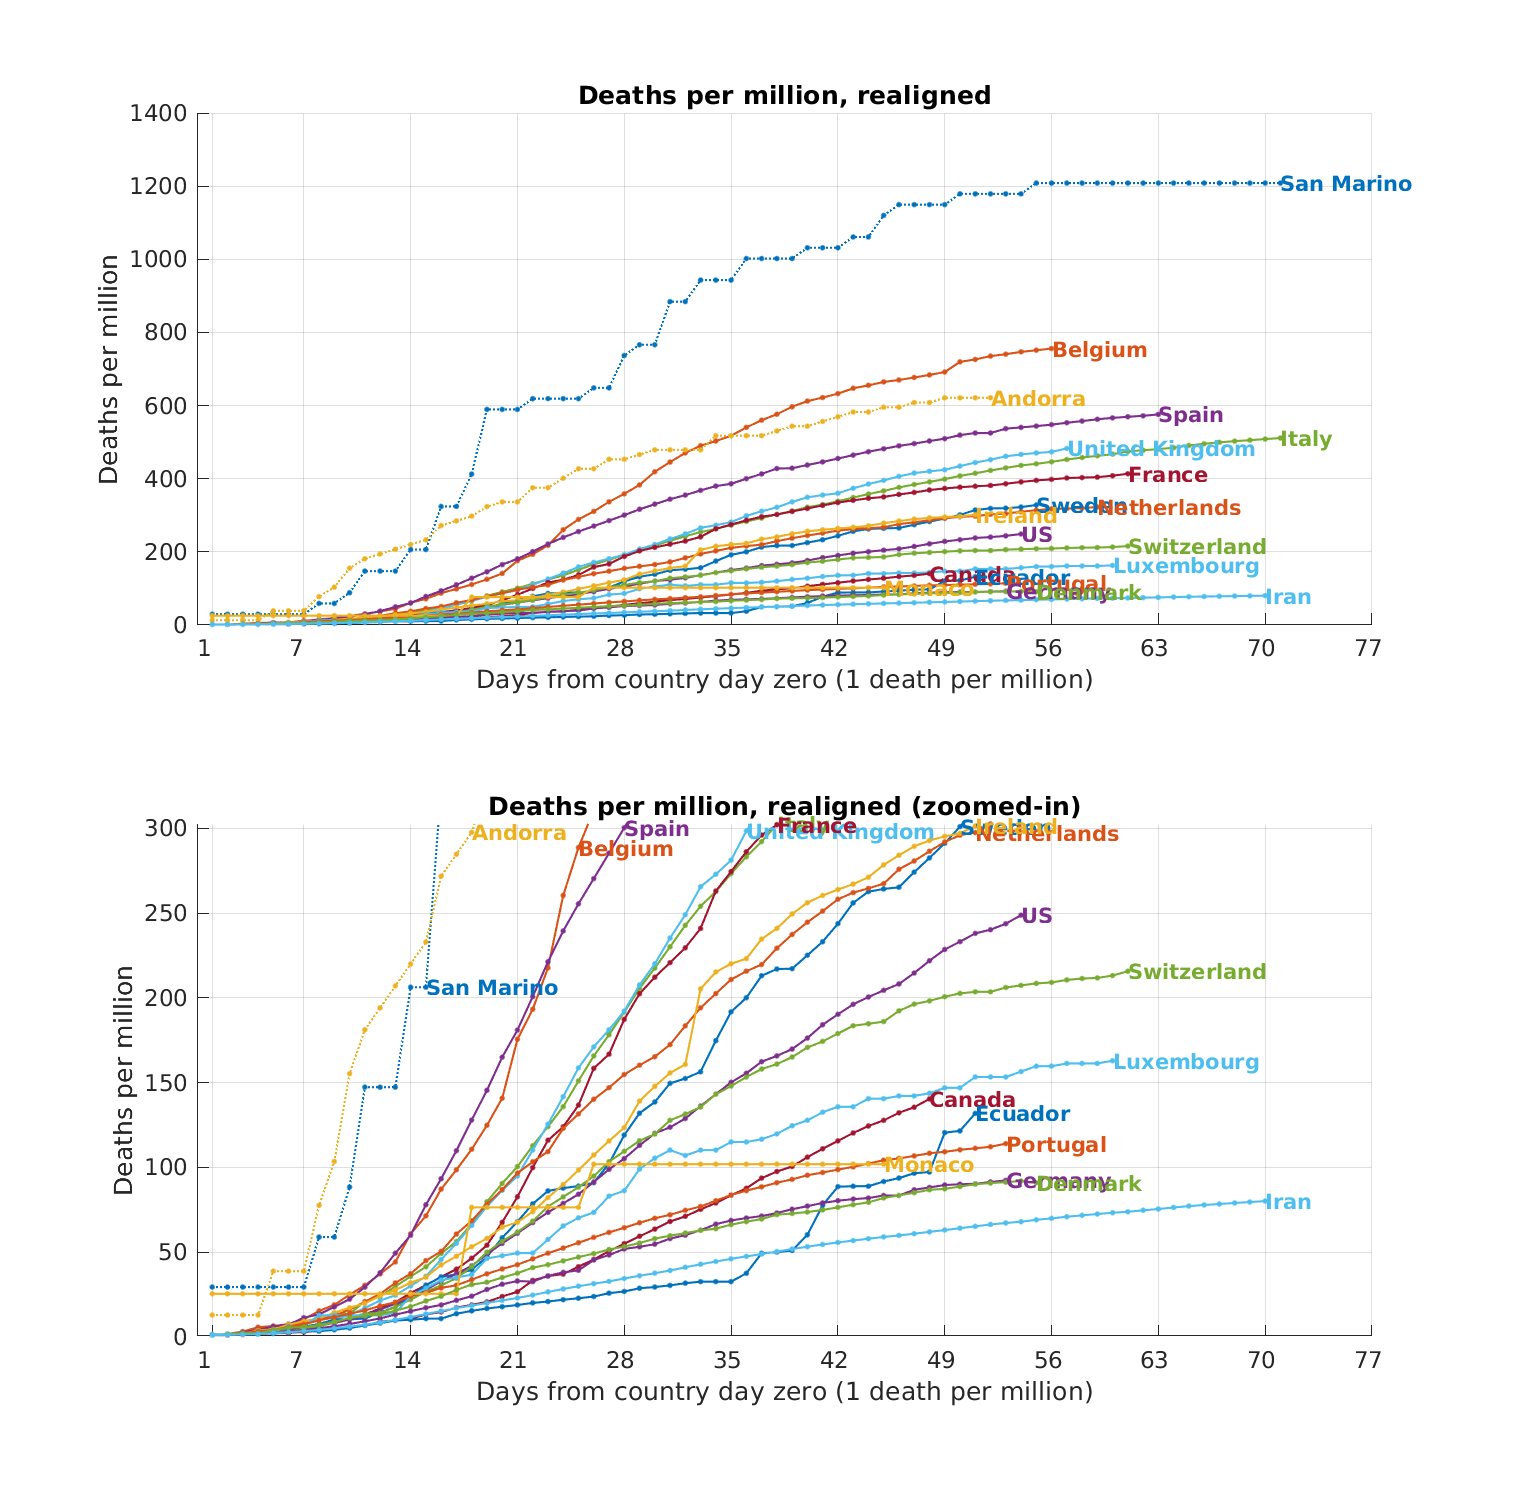 Deaths per million, realigned
1400
1200
1000
800
600
400
200
0
Deaths per million
San Marino
Belgium
Andorra
Spain
Italy
United Kingdom
France
Sweden
Netherlands
Ireland
US
Switzerland
Luxembourg
Canada
Ecuador
Portugal
Monaco
Germany
Denmark
Iran
1 7 14 21 28 35 42 49 56 63 70 77
Days from country day zero (1 death per million)
Deaths per million, realigned (zoomed-in)
300
250
200
150
100
50
0
Deaths per million
Andorra
Spain
Belgium
United Kingdom
Italy
France
Sweden
Ireland
Netherlands
San Marino
US
Switzerland
Luxembourg
Canada
Ecuador
Portugal
Monaco
Germany
Denmark
Iran
1 7 14 21 28 35 42 49 56 63 70 77
Days from country day zero (1 death per million)